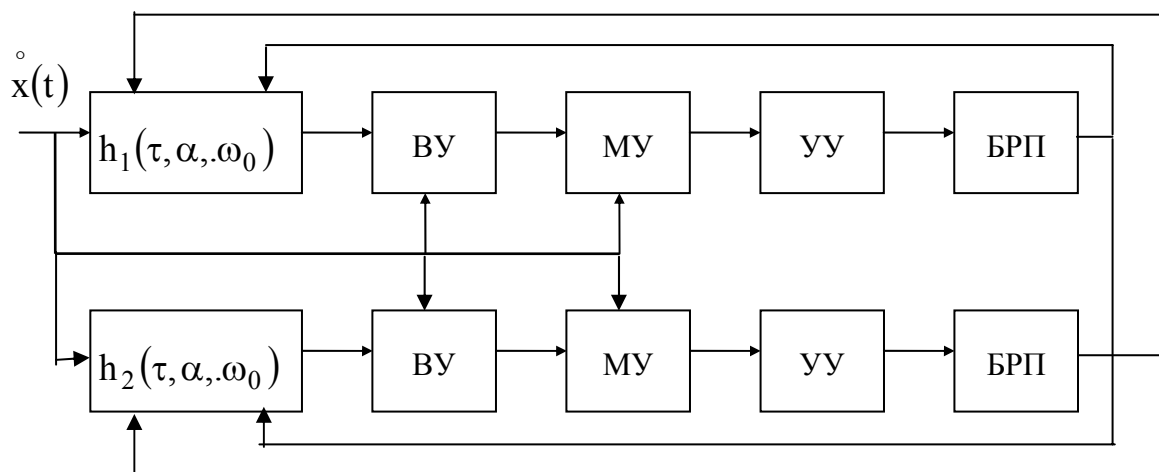 x̊(t)
h₁(τ, α,.ω₀)
ВУ
МУ
УУ
БРП
h₂(τ, α,.ω₀)
ВУ
МУ
УУ
БРП